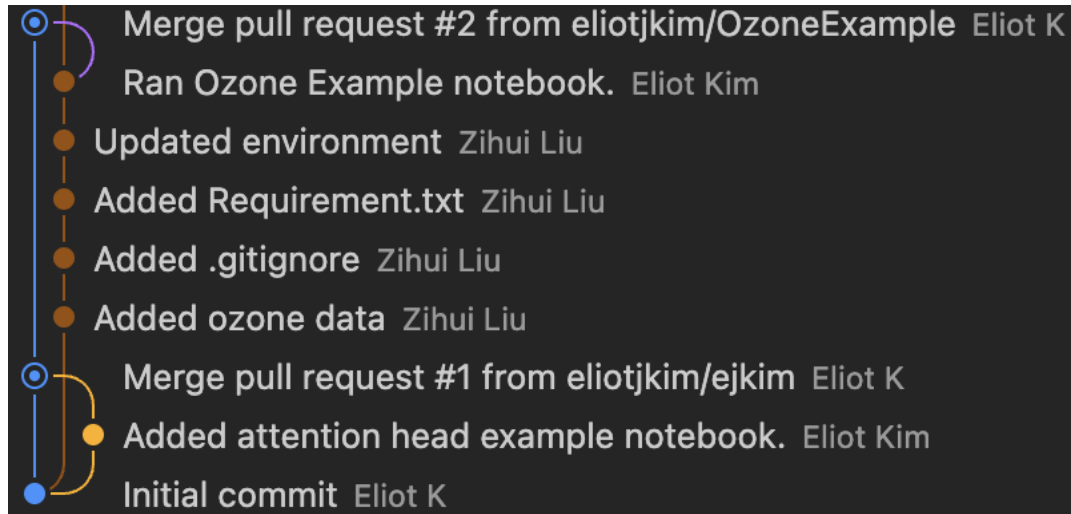 Merge pull request #2 from eliotjkim/OzoneExample Eliot K
Ran Ozone Example notebook. Eliot Kim
Updated environment Zihui Liu
Added Requirement.txt Zihui Liu
Added .gitignore Zihui Liu
Added ozone data Zihui Liu
Merge pull request #1 from eliotjkim/ejkim Eliot K
Added attention head example notebook. Eliot Kim
Initial commit Eliot K